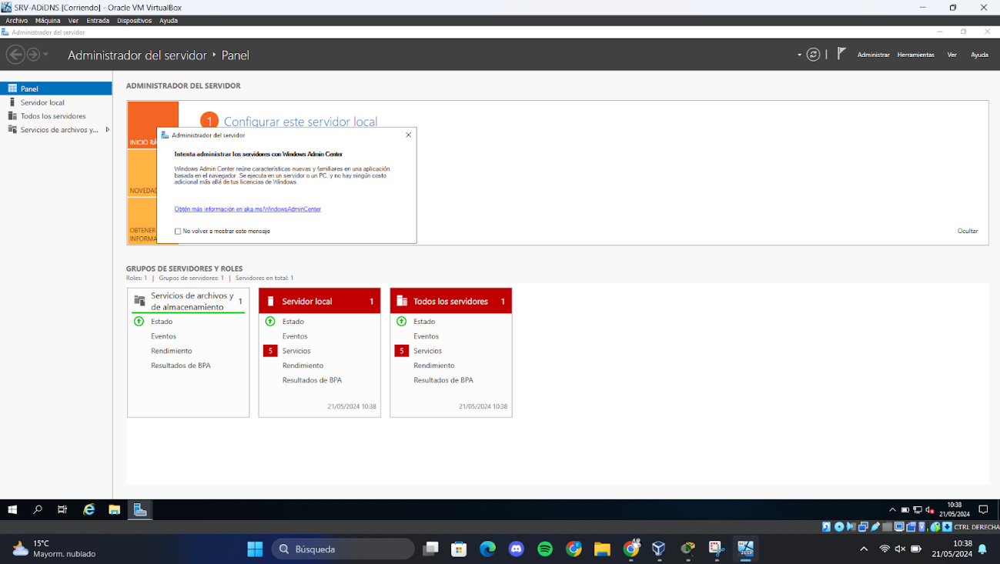 SRV-ADiDNS [Corriendo] - Oracle VM VirtualBox
Archivo Máquina Ver Entrada Dispositivos Ayuda
Administrador del servidor
Administrador del servidor Panel
Administrar Herramientas Ver Ayuda
Panel
Servidor local
Todos los servidores
Servicios de archivos y...
ADMINISTRADOR DEL SERVIDOR
1 Configurar este servidor local
INICIO RÁ
NOVEDAD
OBTENER
INFORMA
Administrador del servidor
Intenta administrar los servidores con Windows Admin Center
Windows Admin Center reúne características nuevas y familiares en una aplicación
basada en el navegador. Se ejecuta en un servidor o un PC, y no hay ningún costo
adicional más allá de tus licencias de Windows.
Obtén más información en aka.ms/WindowsAdminCenter
No volver a mostrar este mensaje
Ocultar
GRUPOS DE SERVIDORES Y ROLES
Roles: 1 | Grupos de servidores: 1 | Servidores en total: 1
Servicios de archivos y
de almacenamiento 1
Estado
Eventos
Rendimiento
Resultados de BPA
Servidor local 1
Estado
Eventos
5 Servicios
Rendimiento
Resultados de BPA
21/05/2024 10:38
Todos los servidores 1
Estado
Eventos
5 Servicios
Rendimiento
Resultados de BPA
21/05/2024 10:38
10:38
21/05/2024
CTRL DERECHA
15°C
Mayorm. nublado
Búsqueda
2019
10:38
21/05/2024